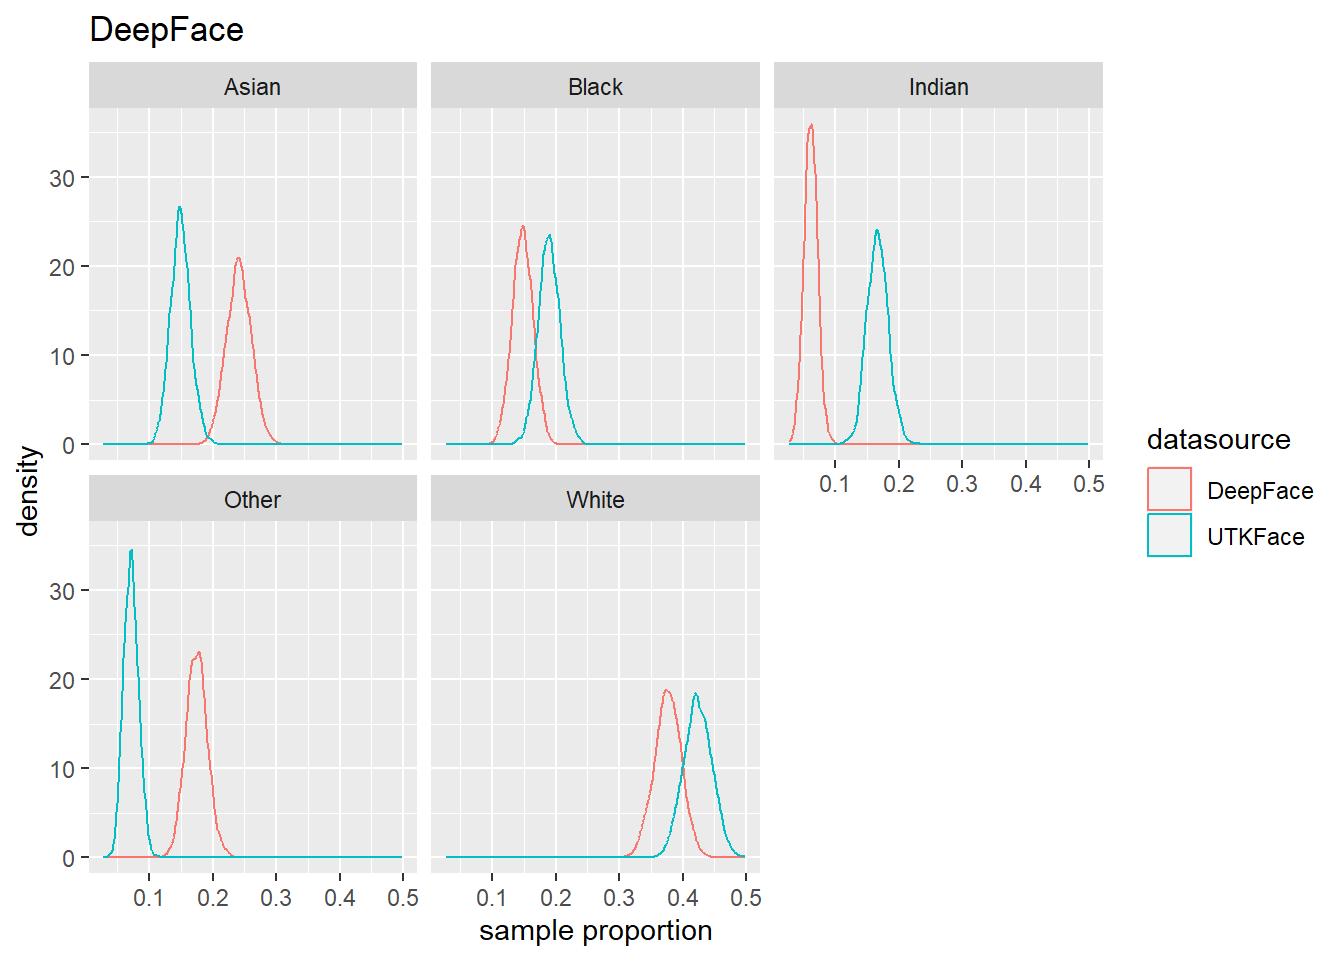 DeepFace
Asian Black Indian
30
20
10
0
0.1 0.2 0.3 0.4 0.5
Other White
30
20
10
0
0.1 0.2 0.3 0.4 0.5 0.1 0.2 0.3 0.4 0.5
density
sample proportion
datasource
DeepFace
UTKFace